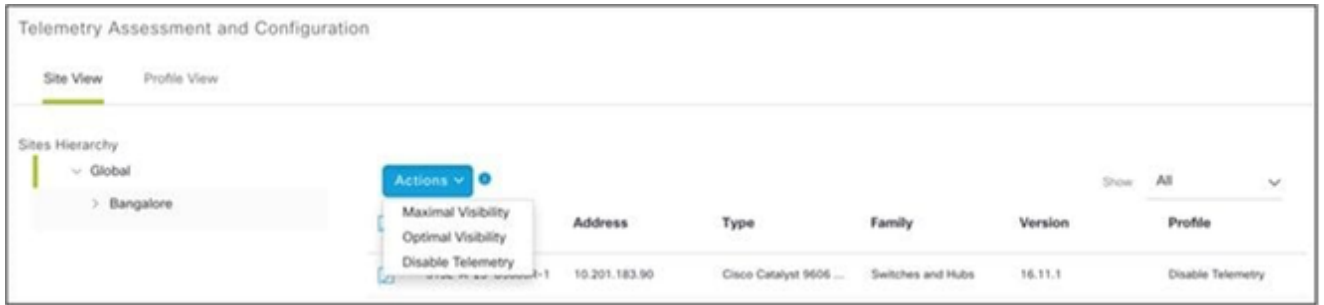 Telemetry Assessment and Configuration
Site View Profile View
Sites Hierarchy
Global
Bangalore
Actions
Show All
Maximal Visibility
Optimal Visibility
Disable Telemetry
Address Type Family Version Profile
10.201.183.90 Cisco Catalyst 9606 ... Switches and Hubs 16.11.1 Disable Telemetry